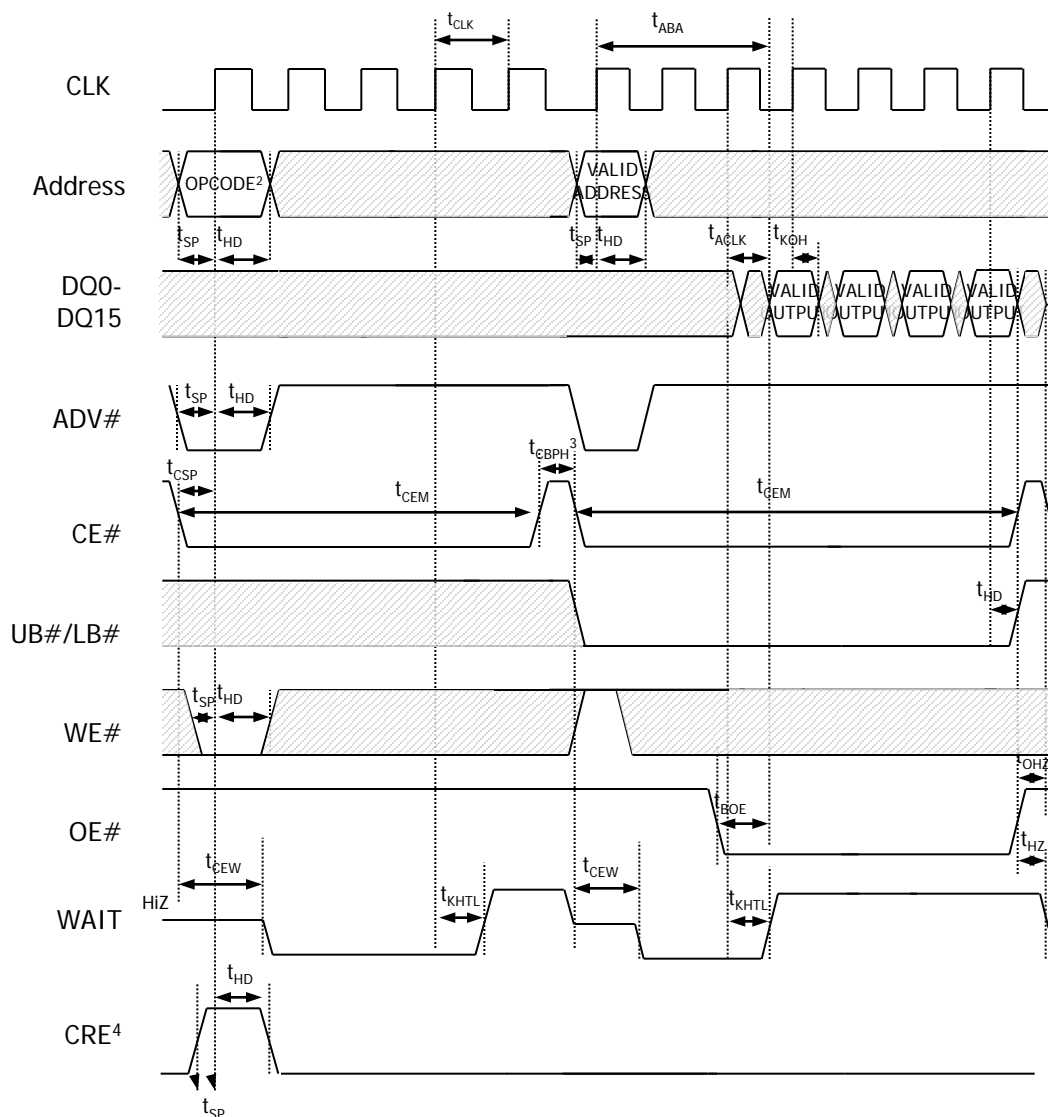 tCLK
tABA
CLK
Address
OPCODE²
VALID
ADDRESS
tSP
tHD
tSP
tHD
tACLK
tKOH
DQ0-
DQ15
VALID
OUTPUT
VALID
OUTPUT
VALID
OUTPUT
VALID
OUTPUT
ADV#
tSP
tHD
tCBPH³
tCSP
tCEM
tCEM
CE#
UB#/LB#
tHD
WE#
tSP
tHD
tOHZ
OE#
tBOE
tHZ
tCEW
tCEW
HiZ
WAIT
tKHTL
tKHTL
tHD
CRE⁴
tSP